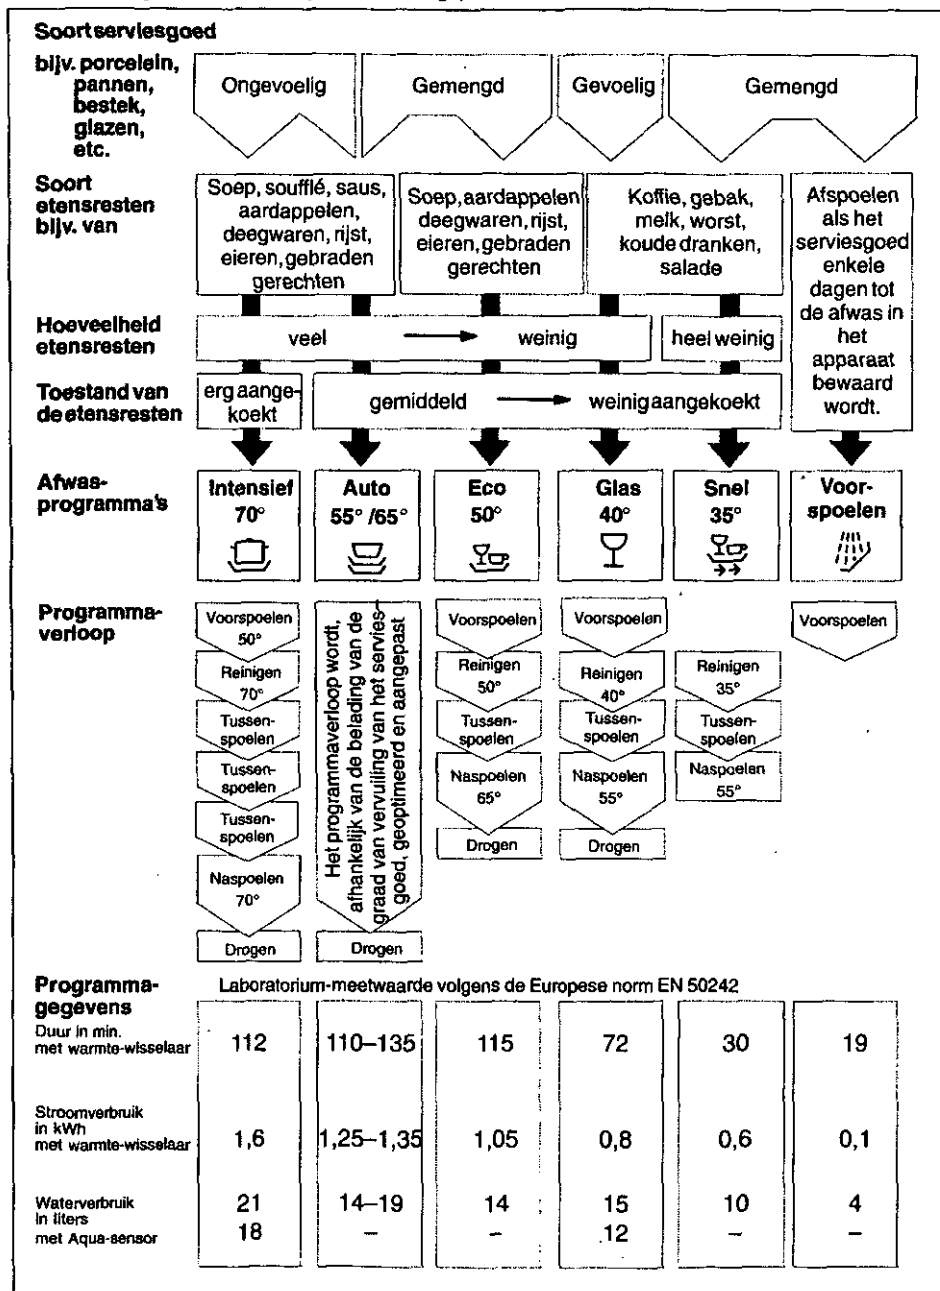 Soort serviesgoed
bijv. porcelein,
pannen,
bestek,
glazen,
etc.
Ongevoelig
Gemengd
Gevoelig
Gemengd
Soort
etensresten
bijv. van
Soep, soufflé, saus,
aardappelen,
deegwaren, rijst,
eieren, gebraden
gerechten
Soep, aardappelen
deegwaren, rijst,
eieren, gebraden
gerechten
Koffie, gebak,
melk, worst,
koude dranken,
salade
Afspoelen
als het
serviesgoed
enkele
dagen tot
de afwas in
het
apparaat
bewaard
wordt.
Hoeveelheid
etensresten
veel
weinig
heel weinig
Toestand van
de etensresten
erg aange-
koekt
gemiddeld
weinig aangekoekt
Afwas-
programma's
Intensief
70°
Auto
55° /65°
Eco
50°
Glas
40°
Snel
35°
Voor-
spoelen
Programma-
verloop
Voorspoelen
50°
Reinigen
70°
Tussen-
spoelen
Tussen-
spoelen
Tussen-
spoelen
Naspoelen
70°
Drogen
Het programmaverloop wordt,
afhankelijk van de belading van de
graad van vervuiling van het servies-
goed, geoptimeerd en aangepast
Drogen
Voorspoelen
Reinigen
50°
Tussen-
spoelen
Naspoelen
65°
Drogen
Voorspoelen
Reinigen
40°
Tussen-
spoelen
Naspoelen
55°
Drogen
Reinigen
35°
Tussen-
spoelen
Naspoelen
55°
Voorspoelen
Programma-
gegevens
Laboratorium-meetwaarde volgens de Europese norm EN 50242
Duur in min.
met warmte-wisselaar
112
110–135
115
72
30
19
Stroomverbruik
in kWh
met warmte-wisselaar
1,6
1,25–1,35
1,05
0,8
0,6
0,1
Waterverbruik
in liters
met Aqua-sensor
21
14–19
14
15
10
4
18
–
–
12
–
–